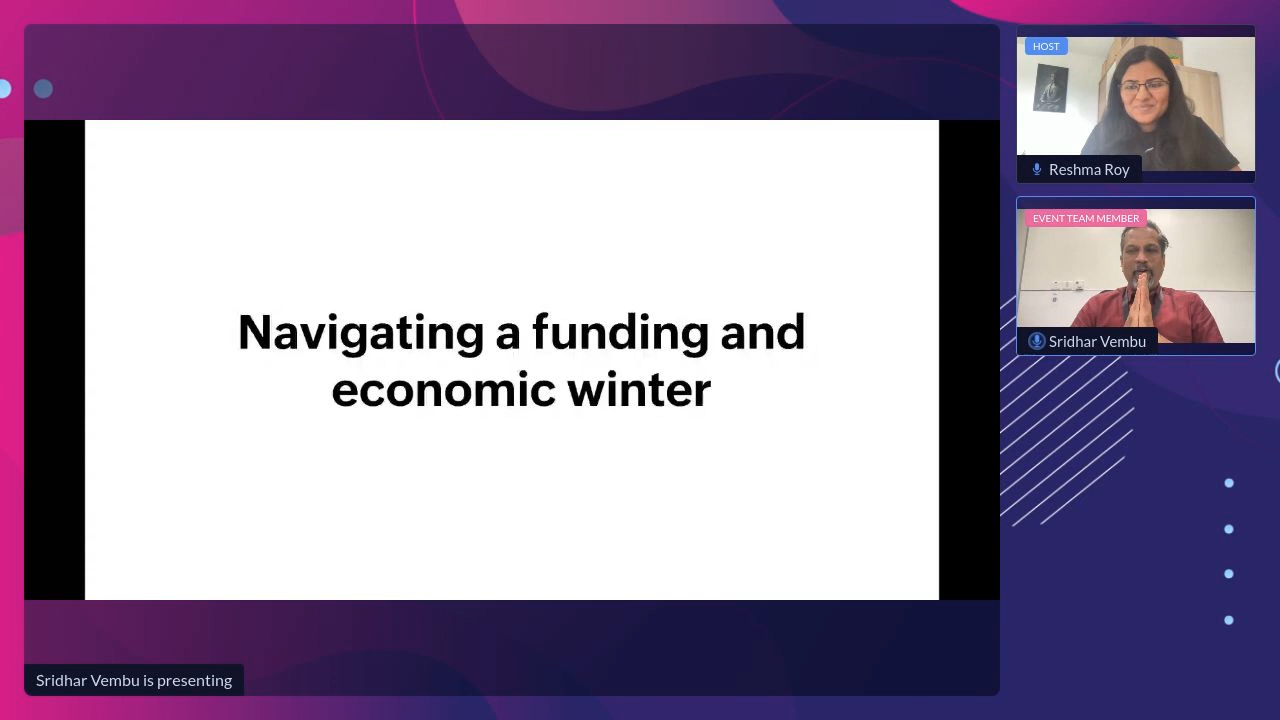 Navigating a funding and
economic winter
Sridhar Vembu is presenting
HOST
Reshma Roy
EVENT TEAM MEMBER
Sridhar Vembu